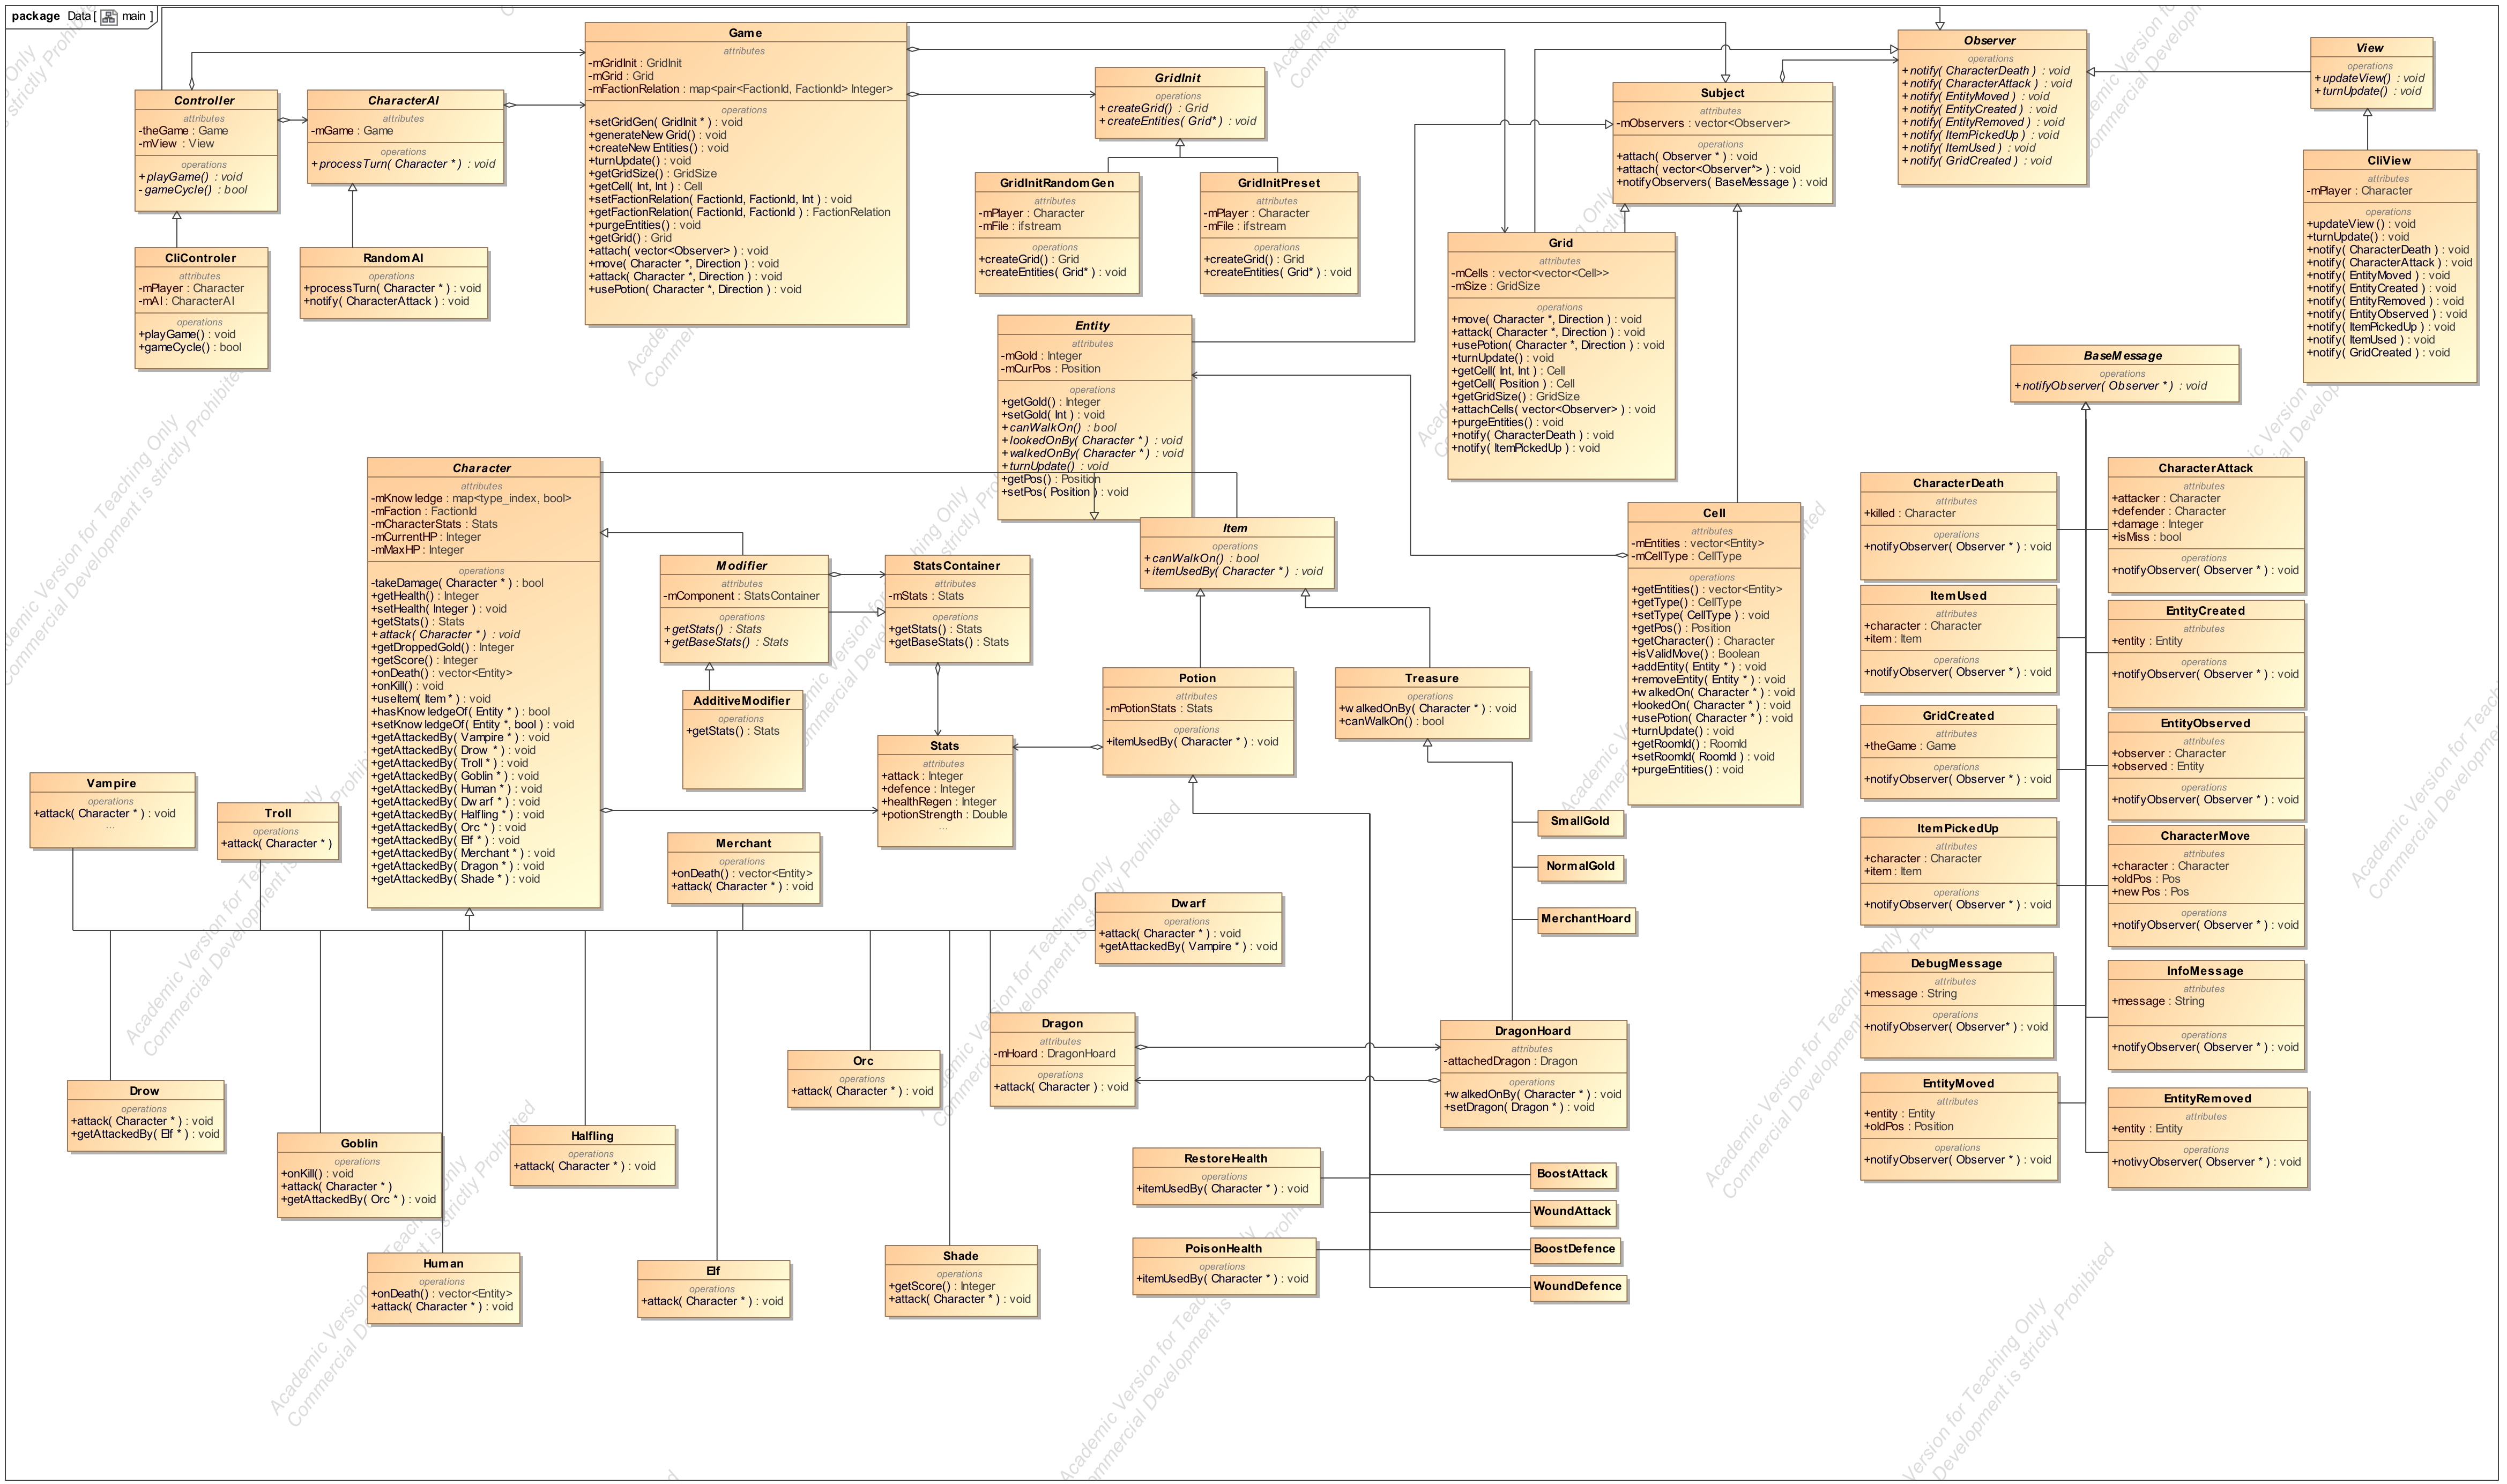 package Data [ main ]
Game
attributes
-mGridInit : GridInit
-mGrid : Grid
-mFactionRelation : map<pair<FactionId, FactionId> Integer>
operations
+setGridGen( GridInit * ) : void
+generateNewGrid() : void
+createNewEntities() : void
+turnUpdate() : void
+getGridSize() : GridSize
+getCell( Int, Int ) : Cell
+setFactionRelation( FactionId, FactionId, Int ) : void
+getFactionRelation( FactionId, FactionId ) : FactionRelation
+purgeEntities() : void
+getGrid() : Grid
+attach( vector<Observer> ) : void
+move( Character *, Direction ) : void
+attack( Character *, Direction ) : void
+usePotion( Character *, Direction ) : void
Controller
attributes
-theGame : Game
-mView : View
operations
+playGame() : void
-gameCycle() : bool
CharacterAI
attributes
-mGame : Game
operations
+processTurn( Character * ) : void
CliControler
attributes
-mPlayer : Character
-mAI : CharacterAI
operations
+playGame() : void
+gameCycle() : bool
RandomAI
operations
+processTurn( Character * ) : void
+notify( CharacterAttack ) : void
GridInit
operations
+createGrid() : Grid
+createEntities( Grid* ) : void
GridInitRandomGen
attributes
-mPlayer : Character
-mFile : ifstream
operations
+createGrid() : Grid
+createEntities( Grid* ) : void
GridInitPreset
attributes
-mPlayer : Character
-mFile : ifstream
operations
+createGrid() : Grid
+createEntities( Grid* ) : void
Subject
attributes
-mObservers : vector<Observer>
operations
+attach( Observer * ) : void
+attach( vector<Observer*> ) : void
+notifyObservers( BaseMessage ) : void
Observer
operations
+notify( CharacterDeath ) : void
+notify( CharacterAttack ) : void
+notify( EntityMoved ) : void
+notify( EntityCreated ) : void
+notify( EntityRemoved ) : void
+notify( ItemPickedUp ) : void
+notify( ItemUsed ) : void
+notify( GridCreated ) : void
View
operations
+updateView() : void
+turnUpdate() : void
CliView
attributes
-mPlayer : Character
operations
+updateView() : void
+turnUpdate() : void
+notify( CharacterDeath ) : void
+notify( CharacterAttack ) : void
+notify( EntityMoved ) : void
+notify( EntityCreated ) : void
+notify( EntityRemoved ) : void
+notify( EntityObserved ) : void
+notify( ItemPickedUp ) : void
+notify( ItemUsed ) : void
+notify( GridCreated ) : void
Grid
attributes
-mCells : vector<vector<Cell>>
-mSize : GridSize
operations
+move( Character *, Direction ) : void
+attack( Character *, Direction ) : void
+usePotion( Character *, Direction ) : void
+turnUpdate() : void
+getCell( Int, Int ) : Cell
+getCell( Position ) : Cell
+getGridSize() : GridSize
+attachCells( vector<Observer> ) : void
+purgeEntities() : void
+notify( CharacterDeath ) : void
+notify( ItemPickedUp ) : void
Entity
attributes
-mGold : Integer
-mCurPos : Position
operations
+getGold() : Integer
+setGold( Int ) : void
+canWalkOn() : bool
+lookedOnBy( Character * ) : void
+walkedOnBy( Character * ) : void
+turnUpdate() : void
+getPos() : Position
+setPos( Position ) : void
BaseMessage
operations
+notifyObserver( Observer * ) : void
Character
attributes
-mKnowledge : map<type_index, bool>
-mFaction : FactionId
-mCharacterStats : Stats
-mCurrentHP : Integer
-mMaxHP : Integer
operations
-takeDamage( Character * ) : bool
+getHealth() : Integer
+setHealth( Integer ) : void
+getStats() : Stats
+attack( Character * ) : void
+getDroppedGold() : Integer
+getScore() : Integer
+onDeath() : vector<Entity>
+onKill() : void
+useItem( Item * ) : void
+hasKnowledgeOf( Entity * ) : bool
+setKnowledgeOf( Entity *, bool ) : void
+getAttackedBy( Vampire * ) : void
+getAttackedBy( Drow * ) : void
+getAttackedBy( Troll * ) : void
+getAttackedBy( Goblin * ) : void
+getAttackedBy( Human * ) : void
+getAttackedBy( Dwarf * ) : void
+getAttackedBy( Halfling * ) : void
+getAttackedBy( Orc * ) : void
+getAttackedBy( Elf * ) : void
+getAttackedBy( Merchant * ) : void
+getAttackedBy( Dragon * ) : void
+getAttackedBy( Shade * ) : void
Item
operations
+canWalkOn() : bool
+itemUsedBy( Character * ) : void
Modifier
attributes
-mComponent : StatsContainer
operations
+getStats() : Stats
+getBaseStats() : Stats
StatsContainer
attributes
-mStats : Stats
operations
+getStats() : Stats
+getBaseStats() : Stats
AdditiveModifier
operations
+getStats() : Stats
Stats
attributes
+attack : Integer
+defence : Integer
+healthRegen : Integer
+potionStrength : Double
...
Potion
attributes
-mPotionStats : Stats
operations
+itemUsedBy( Character * ) : void
Treasure
operations
+walkedOnBy( Character * ) : void
+canWalkOn() : bool
Cell
attributes
-mEntities : vector<Entity>
-mCellType : CellType
operations
+getEntities() : vector<Entity>
+getType() : CellType
+setType( CellType ) : void
+getPos() : Position
+getCharacter() : Character
+isValidMove() : Boolean
+addEntity( Entity * ) : void
+removeEntity( Entity * ) : void
+walkedOn( Character * ) : void
+lookedOn( Character * ) : void
+usePotion( Character * ) : void
+turnUpdate() : void
+getRoomId() : RoomId
+setRoomId( RoomId ) : void
+purgeEntities() : void
CharacterDeath
attributes
+killed : Character
operations
+notifyObserver( Observer * ) : void
CharacterAttack
attributes
+attacker : Character
+defender : Character
+damage : Integer
+isMiss : bool
operations
+notifyObserver( Observer * ) : void
ItemUsed
attributes
+character : Character
+item : Item
operations
+notifyObserver( Observer * ) : void
EntityCreated
attributes
+entity : Entity
operations
+notifyObserver( Observer * ) : void
GridCreated
attributes
+theGame : Game
operations
+notifyObserver( Observer * ) : void
EntityObserved
attributes
+observer : Character
+observed : Entity
operations
+notifyObserver( Observer * ) : void
ItemPickedUp
attributes
+character : Character
+item : Item
operations
+notifyObserver( Observer * ) : void
CharacterMove
attributes
+character : Character
+oldPos : Pos
+newPos : Pos
operations
+notifyObserver( Observer * ) : void
DebugMessage
attributes
+message : String
operations
+notifyObserver( Observer* ) : void
InfoMessage
attributes
+message : String
operations
+notifyObserver( Observer * ) : void
EntityMoved
attributes
+entity : Entity
+oldPos : Position
operations
+notifyObserver( Observer * ) : void
EntityRemoved
attributes
+entity : Entity
operations
+notivyObserver( Observer * ) : void
Vampire
operations
+attack( Character * ) : void
...
Troll
operations
+attack( Character * )
Merchant
operations
+onDeath() : vector<Entity>
+attack( Character * ) : void
Dwarf
operations
+attack( Character * ) : void
+getAttackedBy( Vampire * ) : void
SmallGold
NormalGold
MerchantHoard
Dragon
attributes
-mHoard : DragonHoard
operations
+attack( Character ) : void
DragonHoard
attributes
-attachedDragon : Dragon
operations
+walkedOnBy( Character * ) : void
+setDragon( Dragon * ) : void
Orc
operations
+attack( Character * ) : void
Drow
operations
+attack( Character * ) : void
+getAttackedBy( Elf * ) : void
Goblin
operations
+onKill() : void
+attack( Character * )
+getAttackedBy( Orc * ) : void
Halfling
operations
+attack( Character * ) : void
Human
operations
+onDeath() : vector<Entity>
+attack( Character * ) : void
Elf
operations
+attack( Character * ) : void
Shade
operations
+getScore() : Integer
+attack( Character * ) : void
RestoreHealth
operations
+itemUsedBy( Character * ) : void
PoisonHealth
operations
+itemUsedBy( Character * ) : void
BoostAttack
WoundAttack
BoostDefence
WoundDefence
Academic Version for Teaching Only
Commercial Development is strictly Prohibited